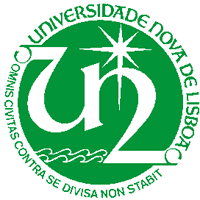 UNIVERSIDADE NOVA DE LISBOA
OMNIS CIVITAS CONTRA SE DIVISA NON STABIT